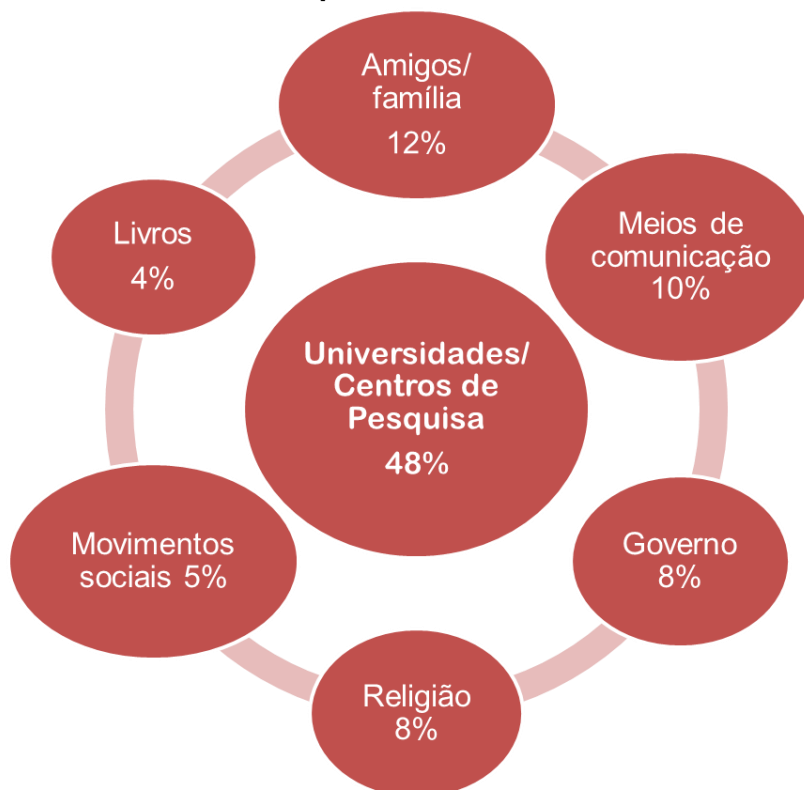 Amigos/
família
12%
Meios de
comunicação
10%
Livros
4%
Universidades/
Centros de
Pesquisa
48%
Movimentos
sociais 5%
Governo
8%
Religião
8%